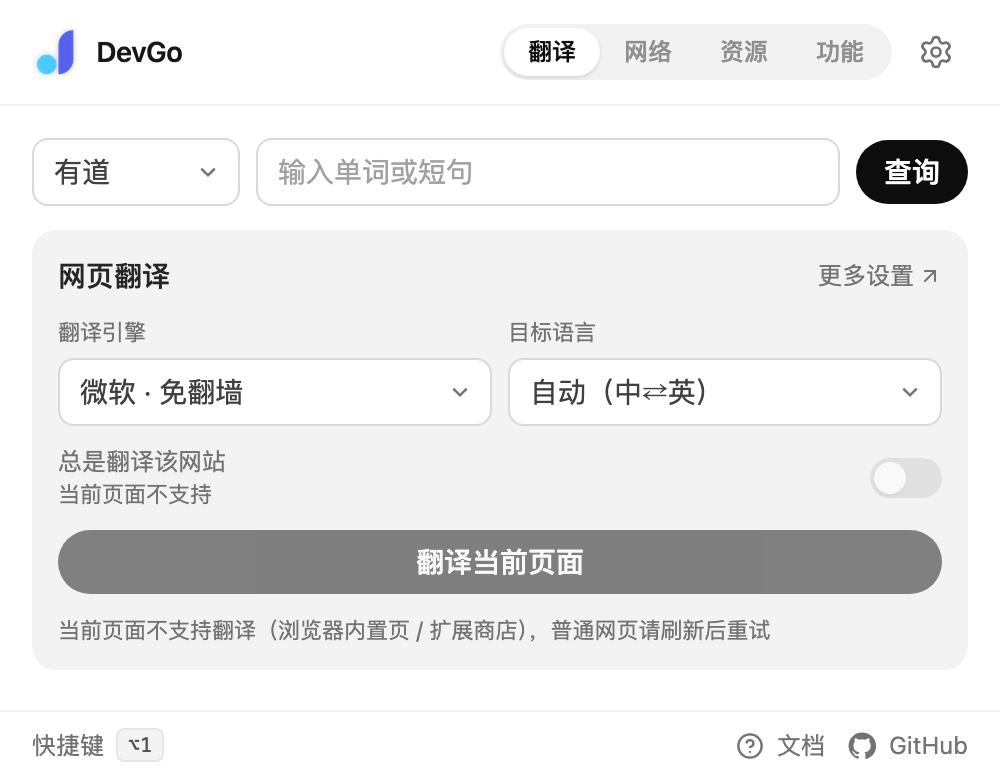 DevGo
翻译 网络 资源 功能
有道 输入单词或短句 查询
网页翻译 更多设置
翻译引擎 目标语言
微软 · 免翻墙 自动（中⇄英）
总是翻译该网站
当前页面不支持
翻译当前页面
当前页面不支持翻译（浏览器内置页 / 扩展商店），普通网页请刷新后重试
快捷键 ⌥1 文档 GitHub